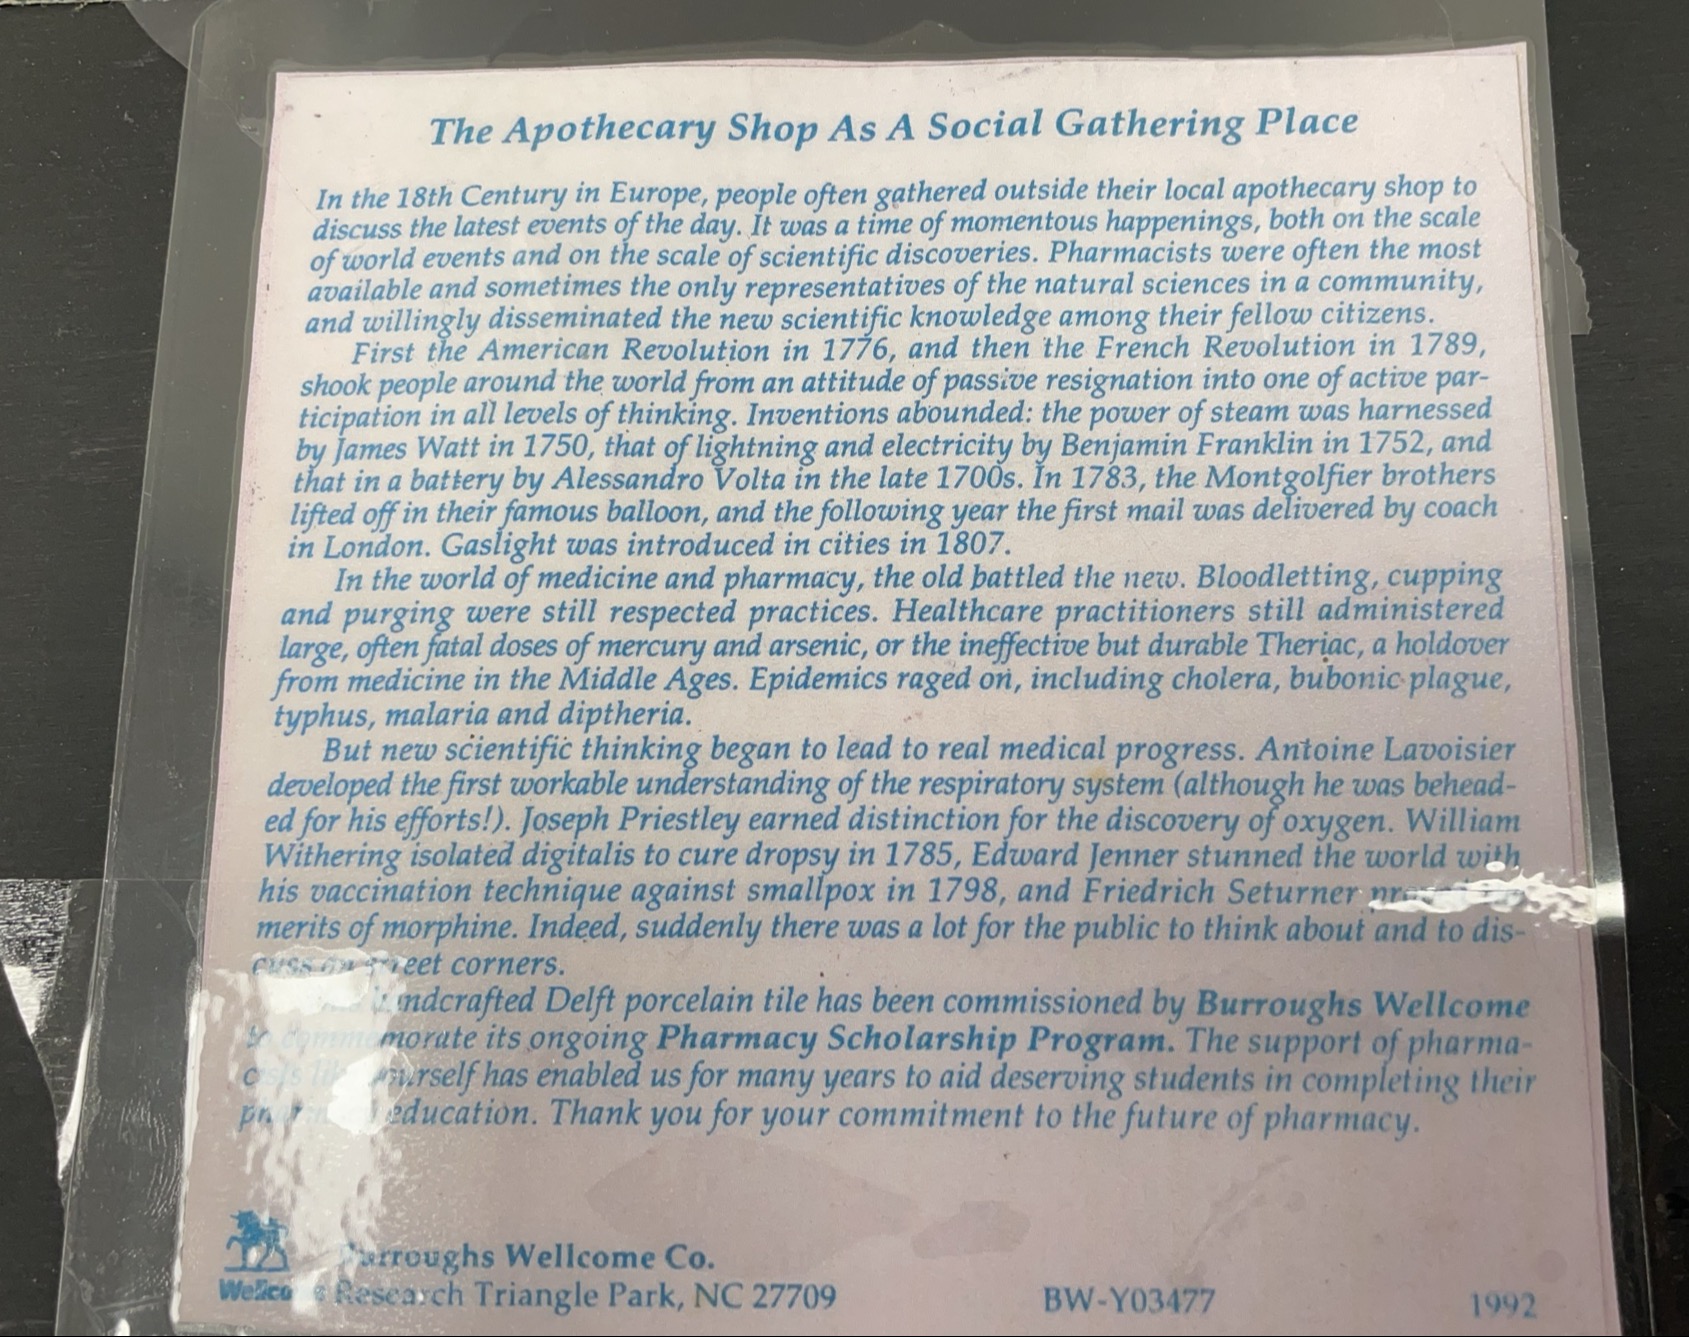 The Apothecary Shop As A Social Gathering Place
In the 18th Century in Europe, people often gathered outside their local apothecary shop to
discuss the latest events of the day. It was a time of momentous happenings, both on the scale
of world events and on the scale of scientific discoveries. Pharmacists were often the most
available and sometimes the only representatives of the natural sciences in a community,
and willingly disseminated the new scientific knowledge among their fellow citizens.
First the American Revolution in 1776, and then the French Revolution in 1789,
shook people around the world from an attitude of passive resignation into one of active par-
ticipation in all levels of thinking. Inventions abounded: the power of steam was harnessed
by James Watt in 1750, that of lightning and electricity by Benjamin Franklin in 1752, and
that in a battery by Alessandro Volta in the late 1700s. In 1783, the Montgolfier brothers
lifted off in their famous balloon, and the following year the first mail was delivered by coach
in London. Gaslight was introduced in cities in 1807.
In the world of medicine and pharmacy, the old battled the new. Bloodletting, cupping
and purging were still respected practices. Healthcare practitioners still administered
large, often fatal doses of mercury and arsenic, or the ineffective but durable Theriac, a holdover
from medicine in the Middle Ages. Epidemics raged on, including cholera, bubonic plague,
typhus, malaria and diptheria.
But new scientific thinking began to lead to real medical progress. Antoine Lavoisier
developed the first workable understanding of the respiratory system (although he was behead-
ed for his efforts!). Joseph Priestley earned distinction for the discovery of oxygen. William
Withering isolated digitalis to cure dropsy in 1785, Edward Jenner stunned the world with
his vaccination technique against smallpox in 1798, and Friedrich Seturner
merits of morphine. Indeed, suddenly there was a lot for the public to think about and to dis-
cuss on street corners.
handcrafted Delft porcelain tile has been commissioned by Burroughs Wellcome
to commemorate its ongoing Pharmacy Scholarship Program. The support of pharma-
cists like yourself has enabled us for many years to aid deserving students in completing their
education. Thank you for your commitment to the future of pharmacy.
Burroughs Wellcome Co.
Wellcome Research Triangle Park, NC 27709 BW-Y03477 1992